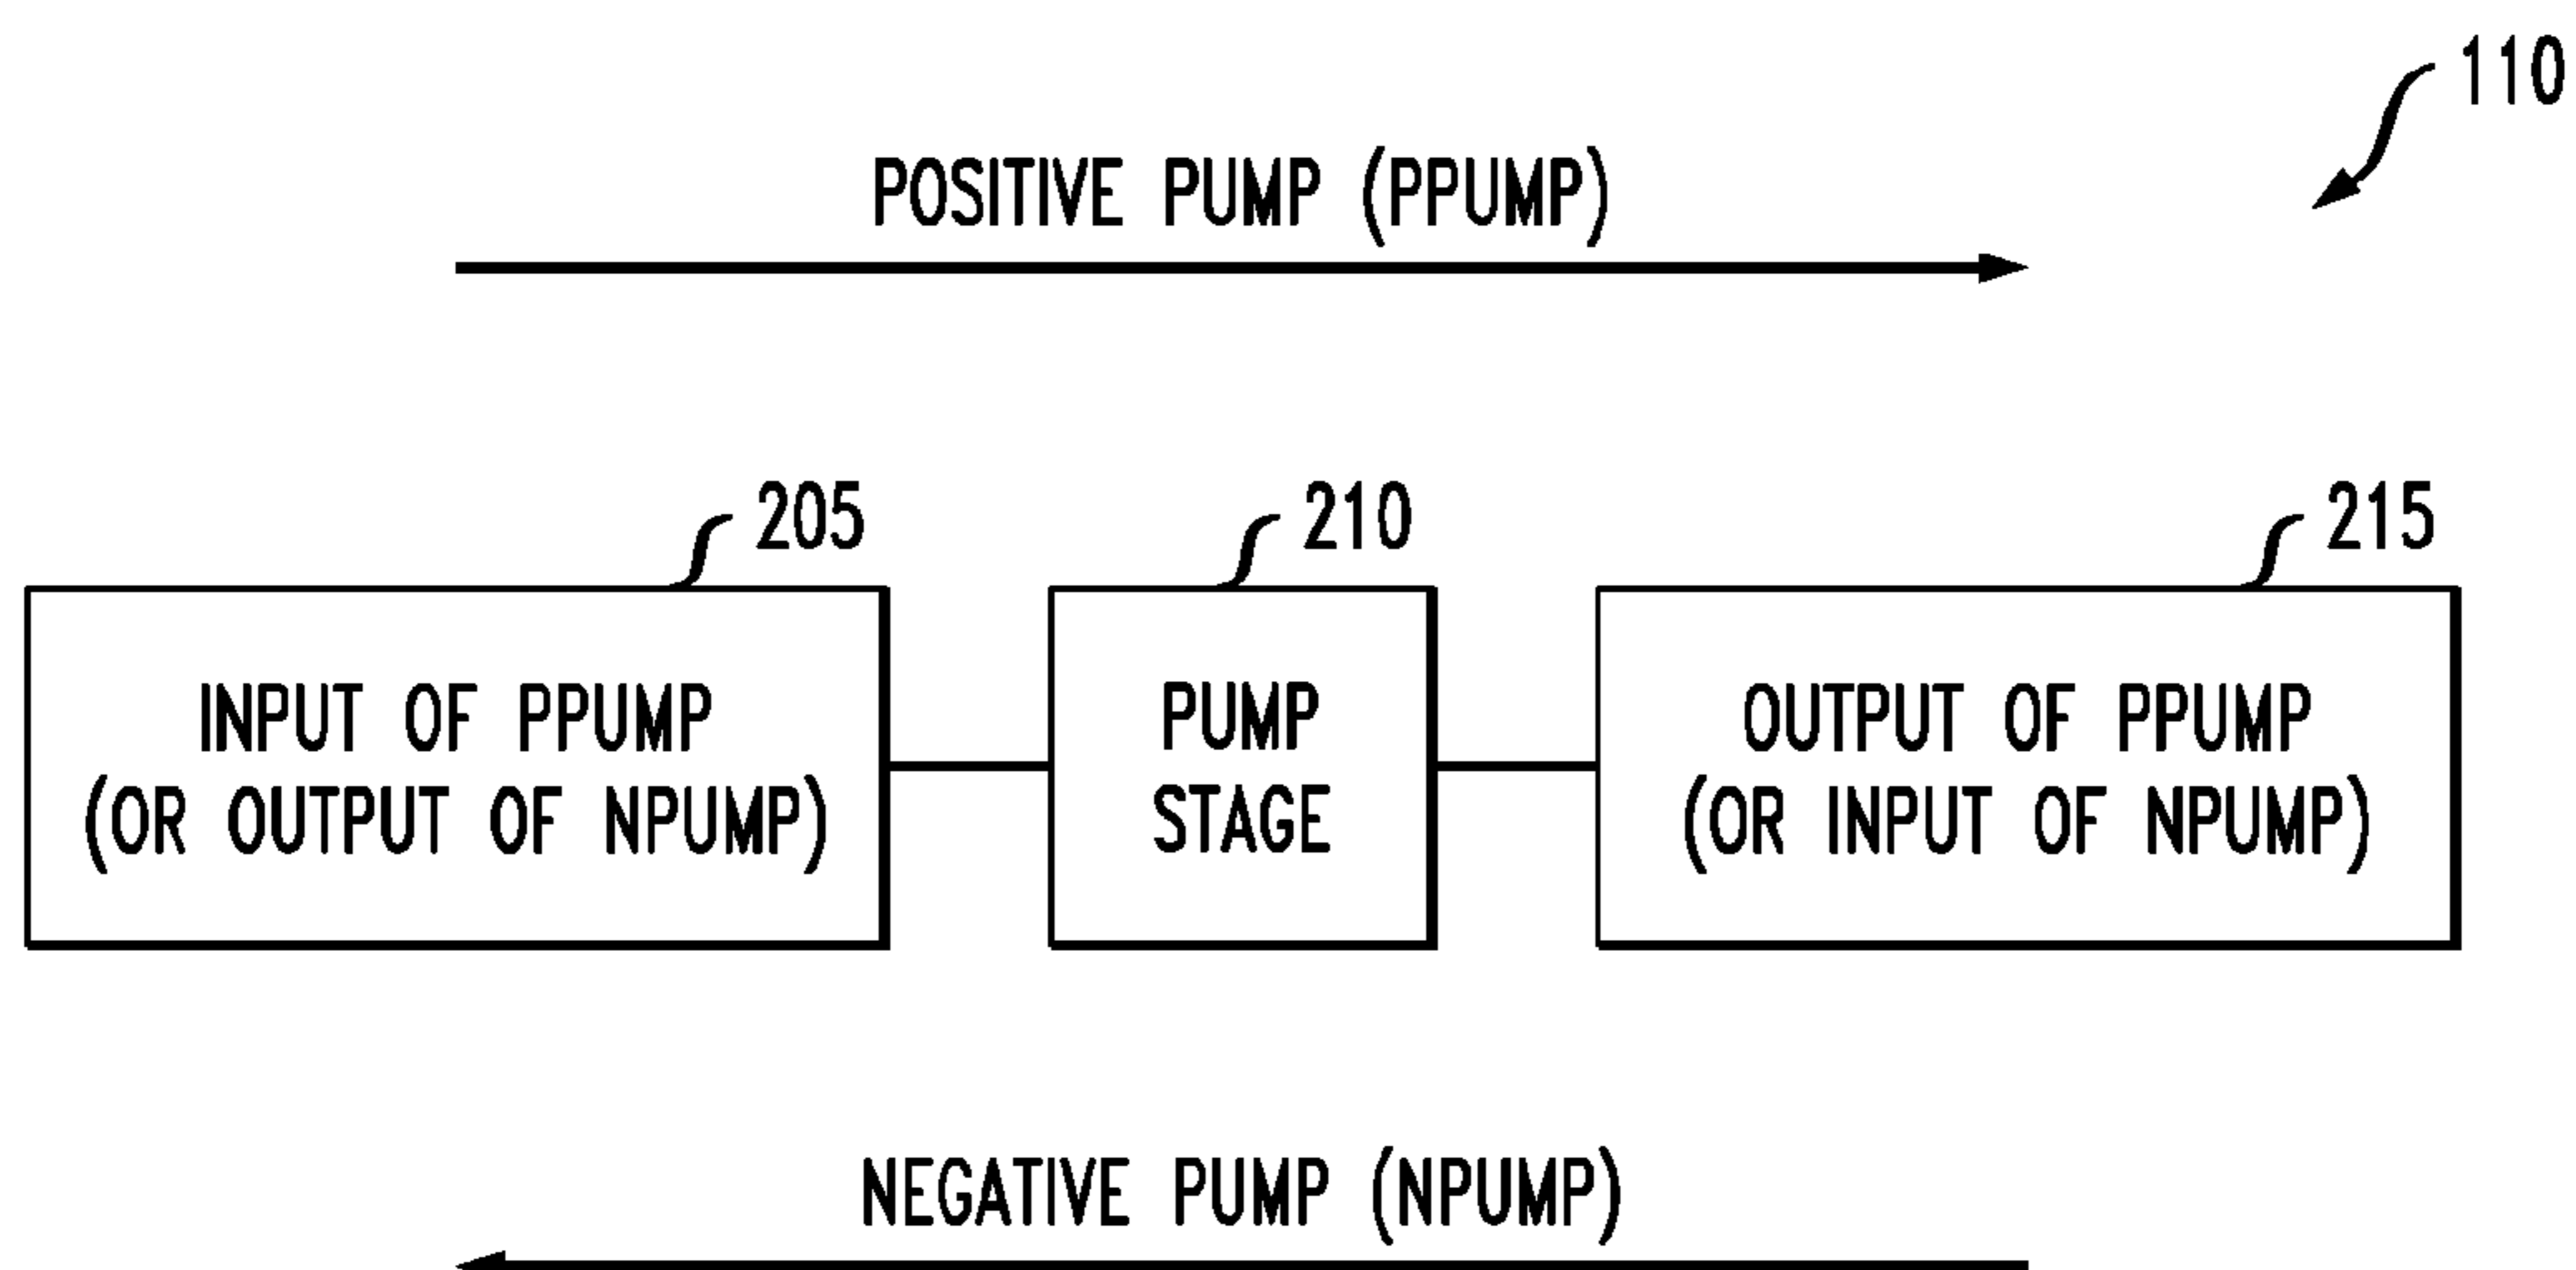 110
POSITIVE PUMP (PPUMP)
205
210
215
INPUT OF PPUMP
(OR OUTPUT OF NPUMP)
PUMP
STAGE
OUTPUT OF PPUMP
(OR INPUT OF NPUMP)
NEGATIVE PUMP (NPUMP)